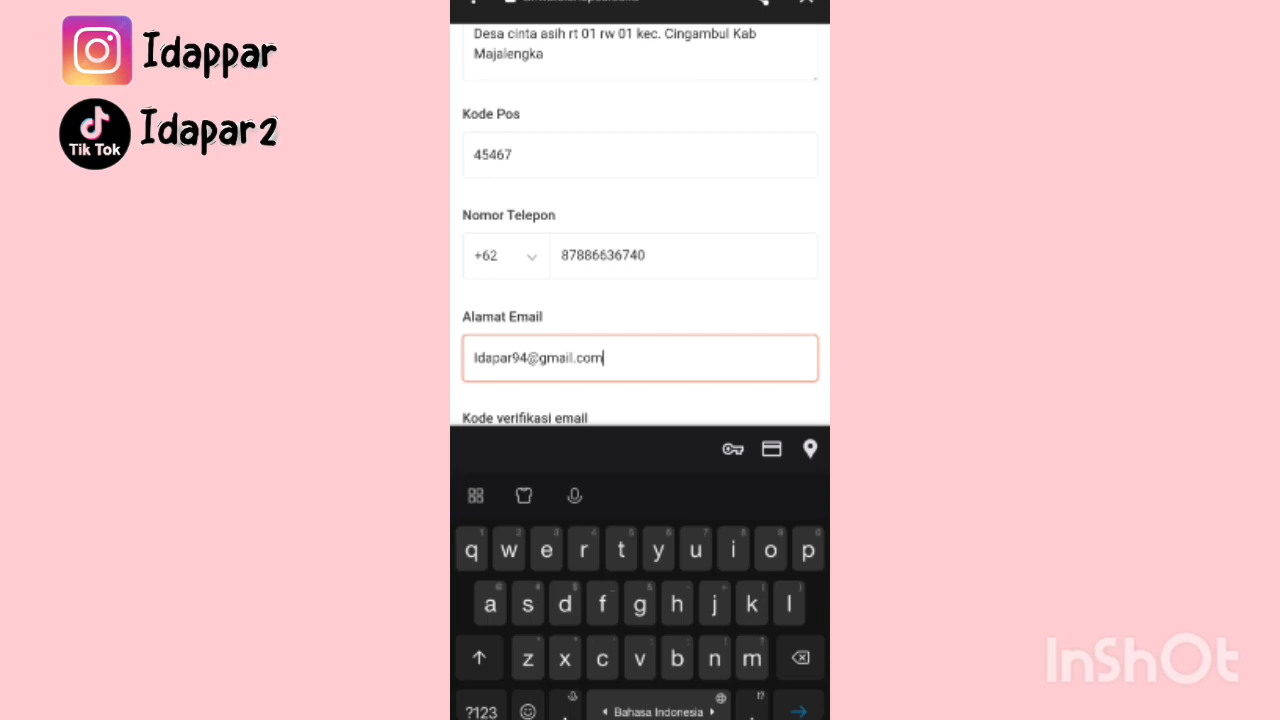 Idappar
Tik Tok
Idapar2
Desa cinta asih rt 01 rw 01 kec. Cingambul Kab
Majalengka
Kode Pos
45467
Nomor Telepon
+62
87886636740
Alamat Email
Idapar94@gmail.com
Kode verifikasi email
q w e r t y u i o p
a s d f g h j k l
z x c v b n m
?123
Bahasa Indonesia
InShOt